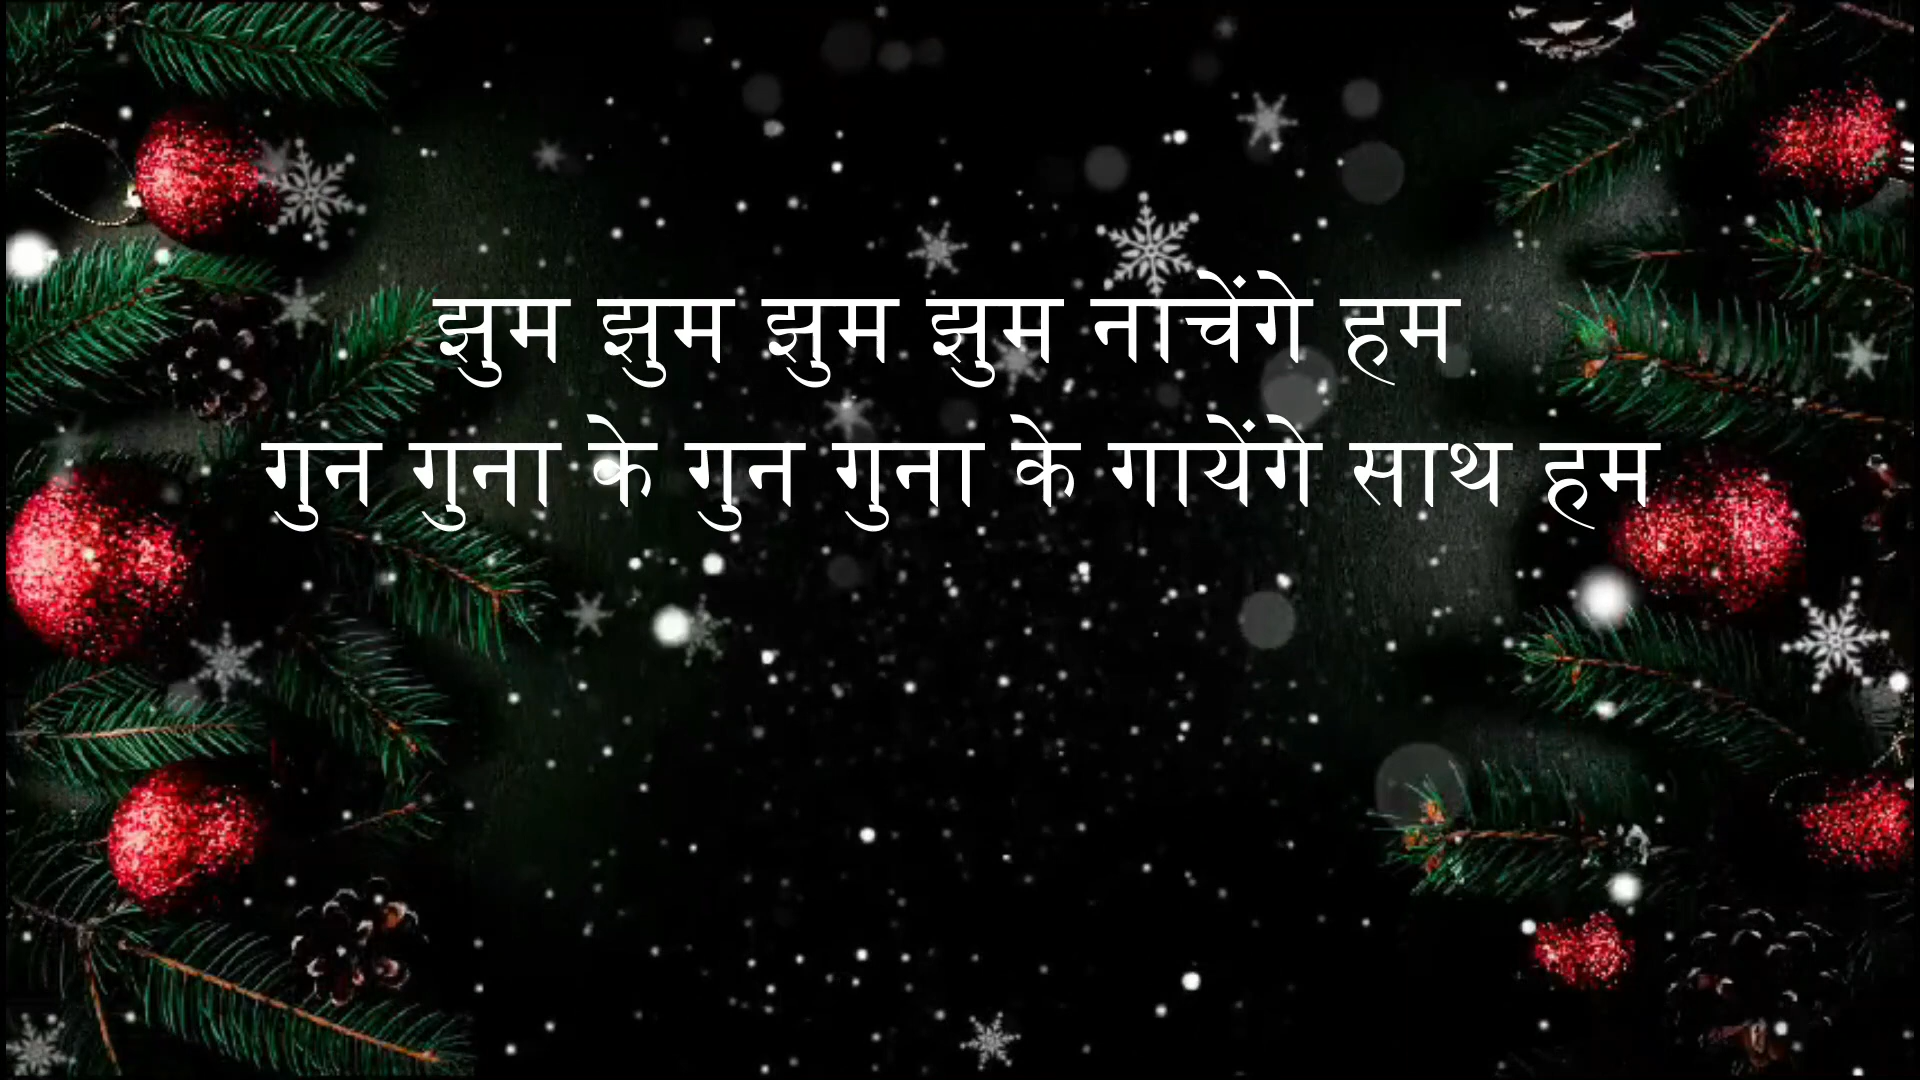 झुम झुम झुम झुम नाचेंगे हम
गुन गुना के गुन गुना के गायेंगे साथ हम